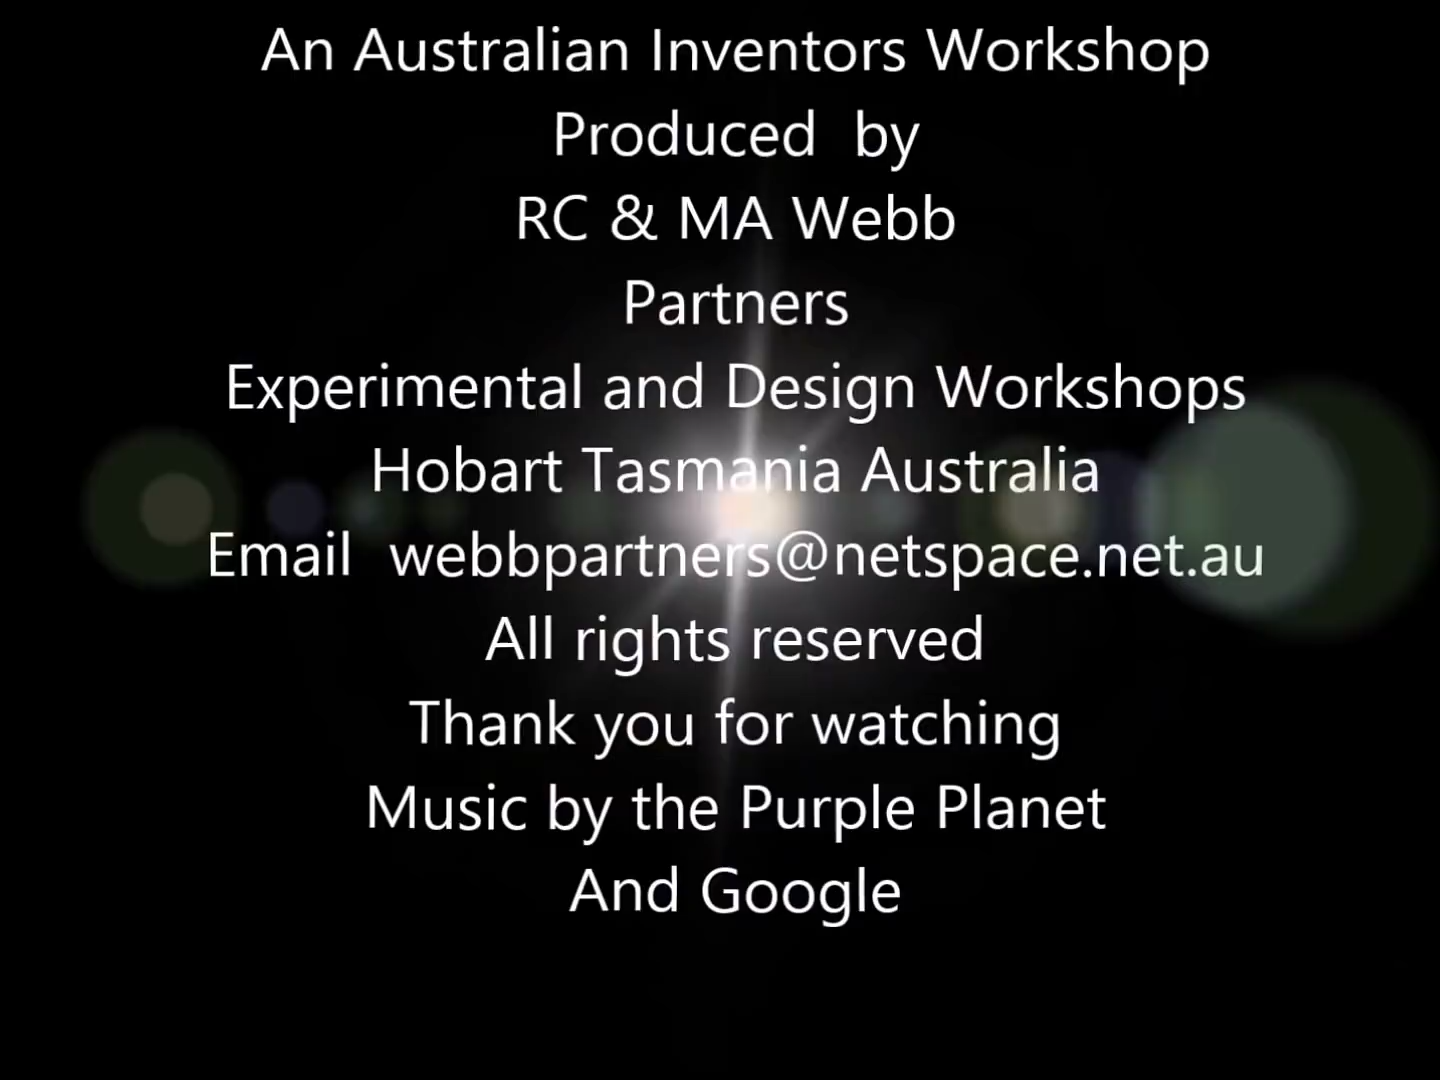 An Australian Inventors Workshop
Produced  by
RC & MA Webb
Partners
Experimental and Design Workshops
Hobart Tasmania Australia
Email  webbpartners@netspace.net.au
All rights reserved
Thank you for watching
Music by the Purple Planet
And Google